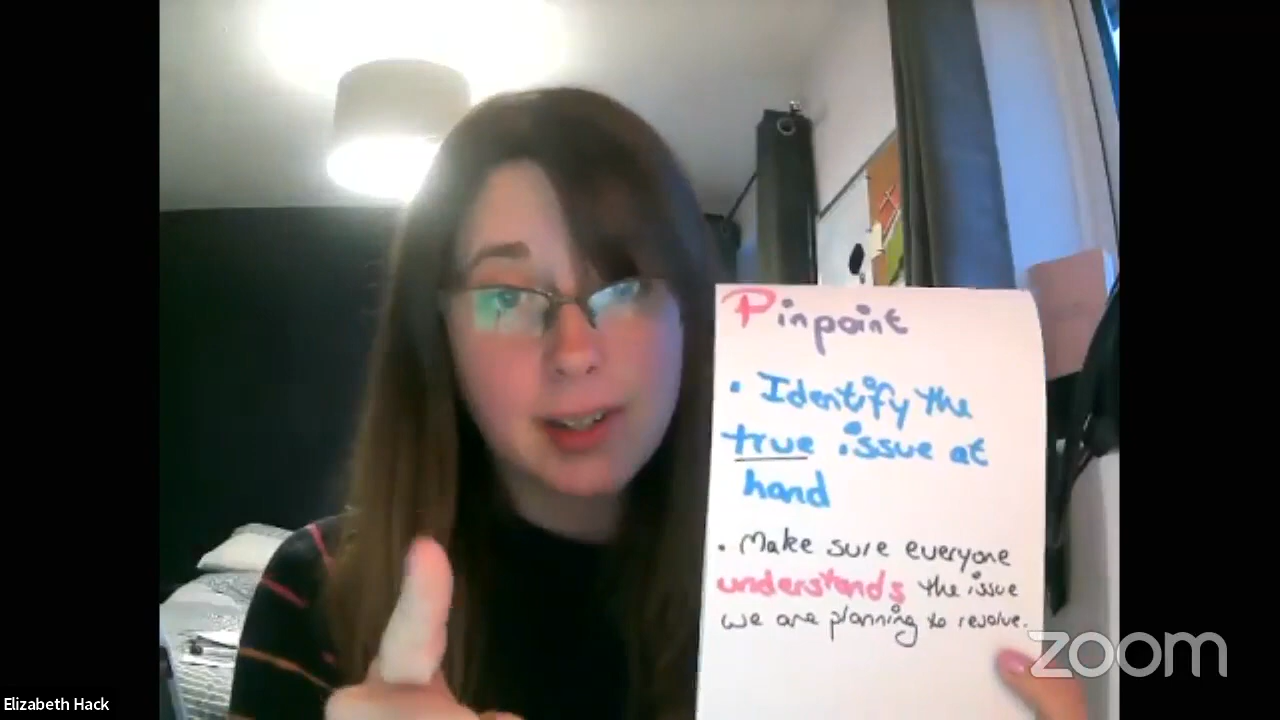 Pinpoint
• Identify the
true issue at
hand
• Make sure everyone
understands the issue
we are planning to resolve.
zoom
Elizabeth Hack